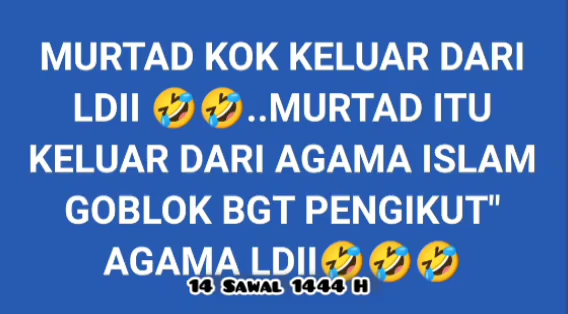 MURTAD KOK KELUAR DARI
LDII 🤣🤣..MURTAD ITU
KELUAR DARI AGAMA ISLAM
GOBLOK BGT PENGIKUT"
AGAMA LDII🤣🤣🤣
14 SAWAL 1444 H